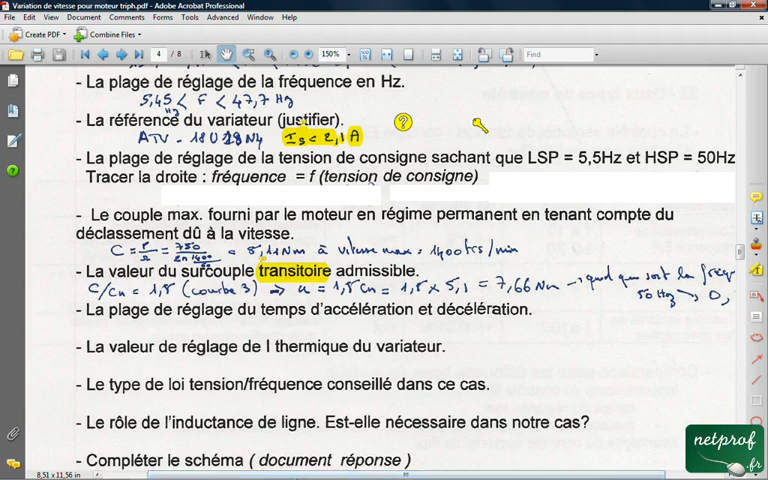 Variation de vitesse pour moteur triph.pdf - Adobe Acrobat Professional
File Edit View Document Comments Forms Tools Advanced Window Help
Create PDF Combine Files
4 / 8 150% Find
- La plage de réglage de la fréquence en Hz.
5,45 < F < 47,7 Hz
Hz
- La référence du variateur (justifier).
ATV - 18 U 28 N4 Is = 2,1 A
- La plage de réglage de la tension de consigne sachant que LSP = 5,5Hz et HSP = 50Hz
Tracer la droite : fréquence = f (tension de consigne)
- Le couple max. fourni par le moteur en régime permanent en tenant compte du
déclassement dû à la vitesse.
C = P/Ω = 750 = 5,11 Nm à vitesse max = 1400 trs/min
- La valeur du surcouple transitoire admissible.
C/Cn = 1,5 (courbe 3) ⇒ = 1,5 Cn = 1,5 x 5,1 = 7,66 Nm → quel que soit la fréq
50 Hz
- La plage de réglage du temps d'accélération et décélération.
- La valeur de réglage de I thermique du variateur.
- Le type de loi tension/fréquence conseillé dans ce cas.
- Le rôle de l'inductance de ligne. Est-elle nécessaire dans notre cas?
- Compléter le schéma ( document réponse )
8,51 x 11,56 in
netprof
.fr